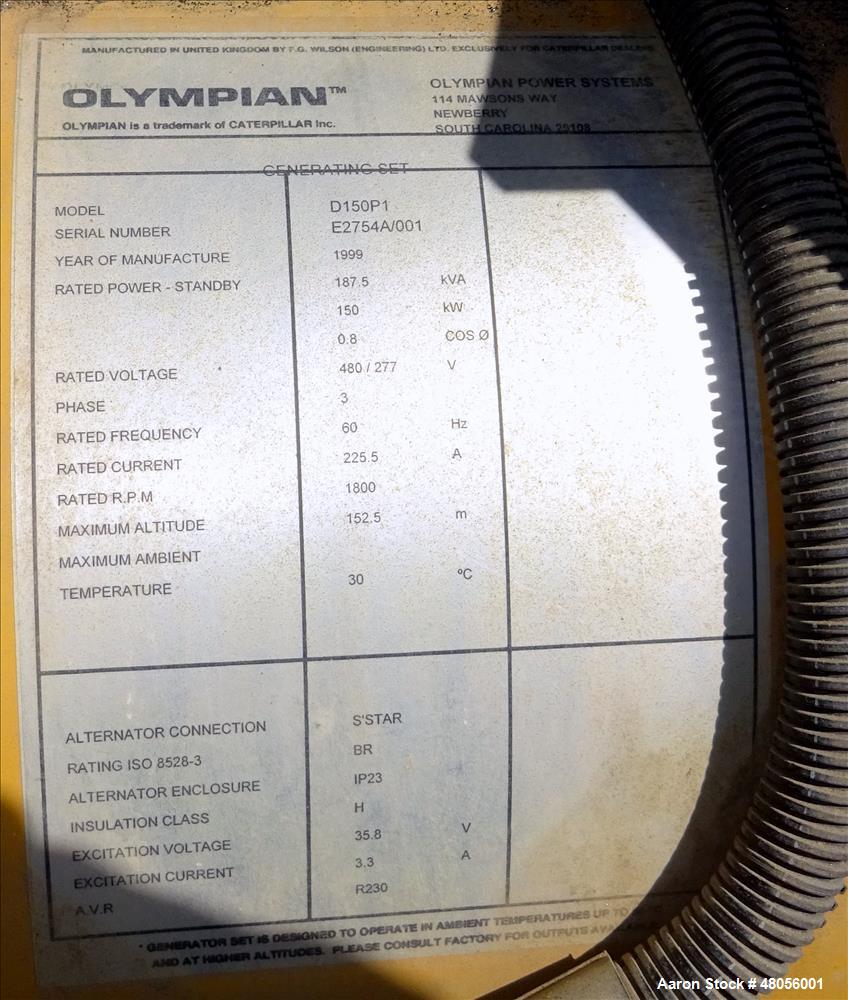 MANUFACTURED IN UNITED KINGDOM BY F.G. WILSON (ENGINEERING) LTD. EXCLUSIVELY FOR CATERPILLAR DEALERS
OLYMPIAN™
OLYMPIAN is a trademark of CATERPILLAR Inc.
OLYMPIAN POWER SYSTEMS
114 MAWSONS WAY
NEWBERRY
SOUTH CAROLINA 29108
GENERATING SET
MODEL D150P1
SERIAL NUMBER E2754A/001
YEAR OF MANUFACTURE 1999
RATED POWER - STANDBY 187.5 kVA
150 kW
0.8 COS Ø
RATED VOLTAGE 480 / 277 V
PHASE 3
RATED FREQUENCY 60 Hz
RATED CURRENT 225.5 A
RATED R.P.M 1800
MAXIMUM ALTITUDE 152.5 m
MAXIMUM AMBIENT
TEMPERATURE 30 ºC
ALTERNATOR CONNECTION S'STAR
RATING ISO 8528-3 BR
ALTERNATOR ENCLOSURE IP23
INSULATION CLASS H
EXCITATION VOLTAGE 35.8 V
EXCITATION CURRENT 3.3 A
A.V.R R230
* GENERATOR SET IS DESIGNED TO OPERATE IN AMBIENT TEMPERATURES UP TO
AND AT HIGHER ALTITUDES. PLEASE CONSULT FACTORY FOR OUTPUTS
Aaron Stock # 48056001